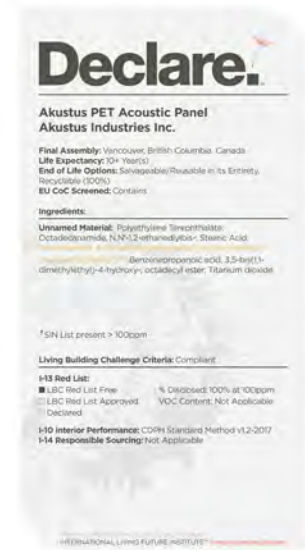 Declare.
Akustus PET Acoustic Panel
Akustus Industries Inc.
Final Assembly: Vancouver, British Columbia, Canada
Life Expectancy: 10+ Year(s)
End of Life Options: Salvageable/Reusable in its Entirety,
Recyclable (100%)
EU CoC Screened: Contains
Ingredients:
Unnamed Material: Polyethylene Terephthalate;
Octadecanamide, N,N'-1,2-ethanediylbis-; Stearic Acid;
Benzenepropanoic acid, 3,5-bis(1,1-
dimethylethyl)-4-hydroxy-, octadecyl ester; Titanium dioxide
SIN List present > 100ppm
Living Building Challenge Criteria: Compliant
I-13 Red List:
LBC Red List Free % Disclosed: 100% at 100ppm
LBC Red List Approved VOC Content: Not Applicable
Declared
I-10 Interior Performance: CDPH Standard Method v1.2-2017
I-14 Responsible Sourcing: Not Applicable
INTERNATIONAL LIVING FUTURE INSTITUTE